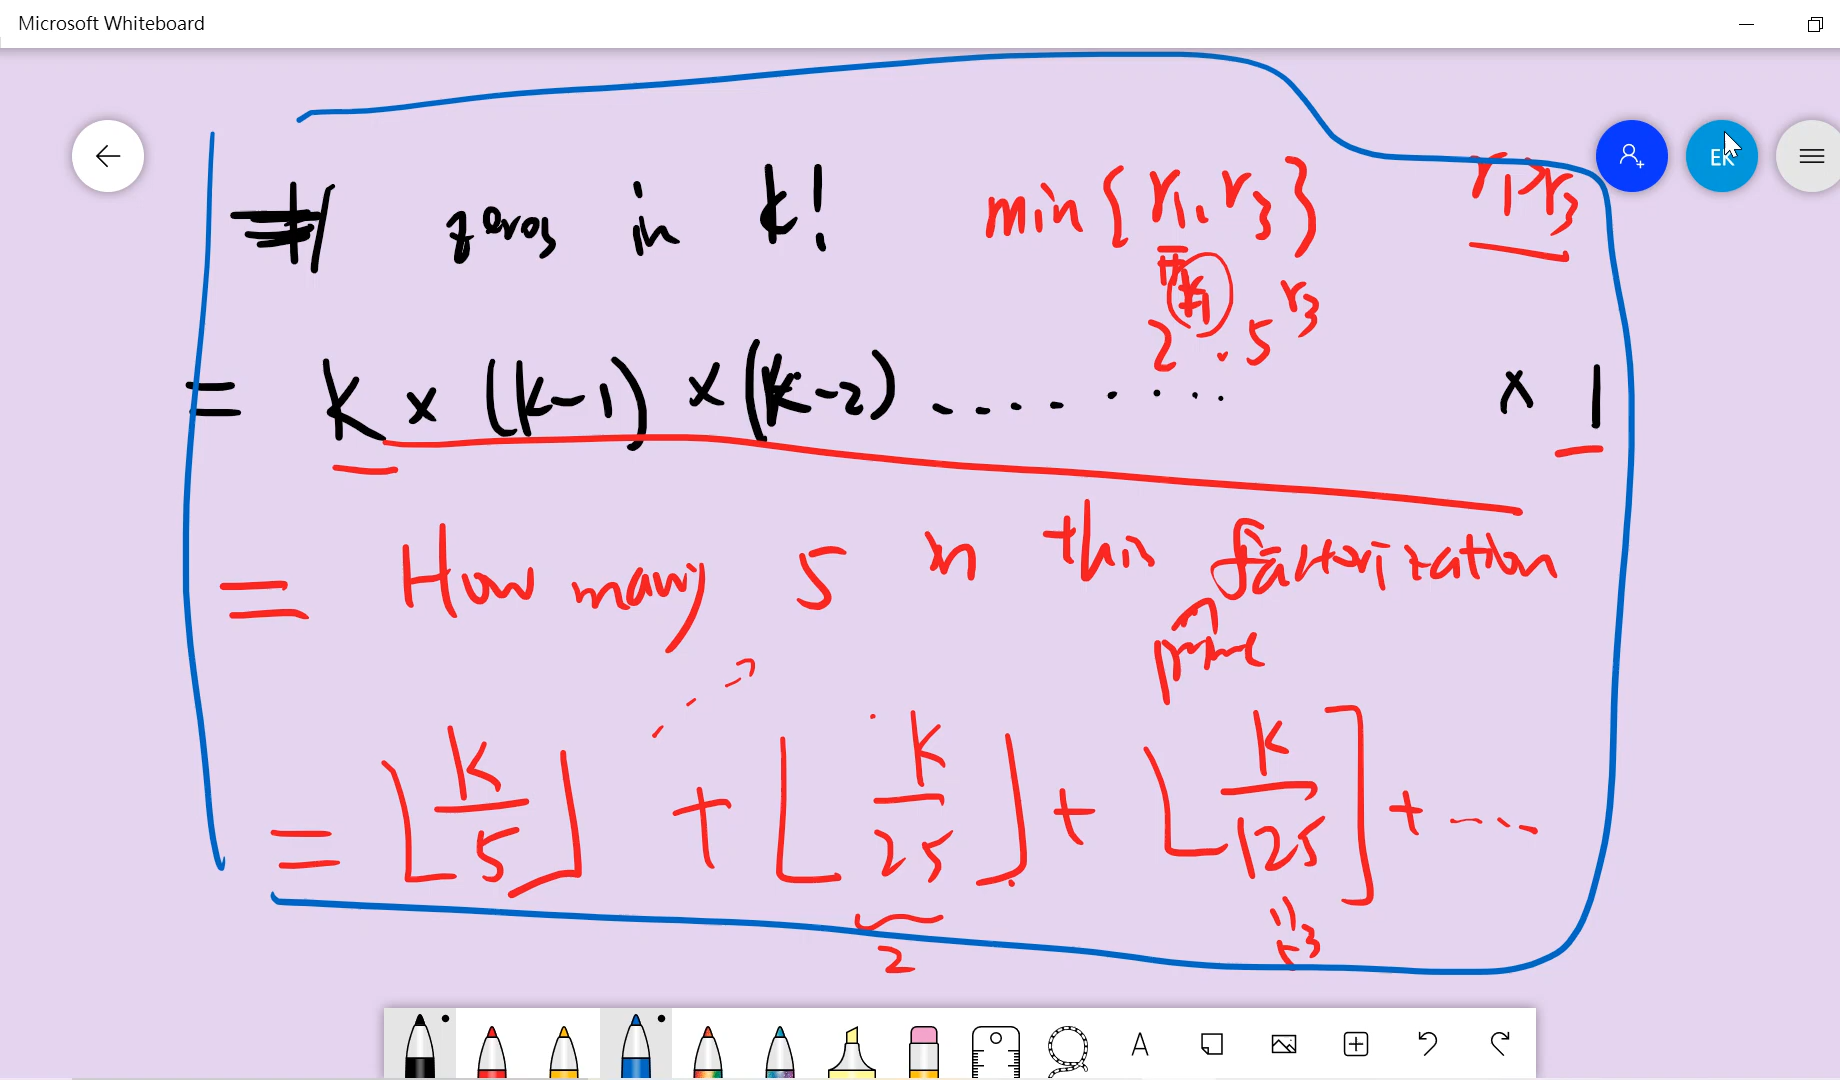 Microsoft Whiteboard
EK
# zeros in k! min{r₁, r₃} r₁>r₃
2 · 5^r₃
= k × (k-1) × (k-2) ........ × 1
= How many 5 in this factorization
prime
= ⌊k/5⌋ + ⌊k/25⌋ + ⌊k/125⌋ + ....
2
A